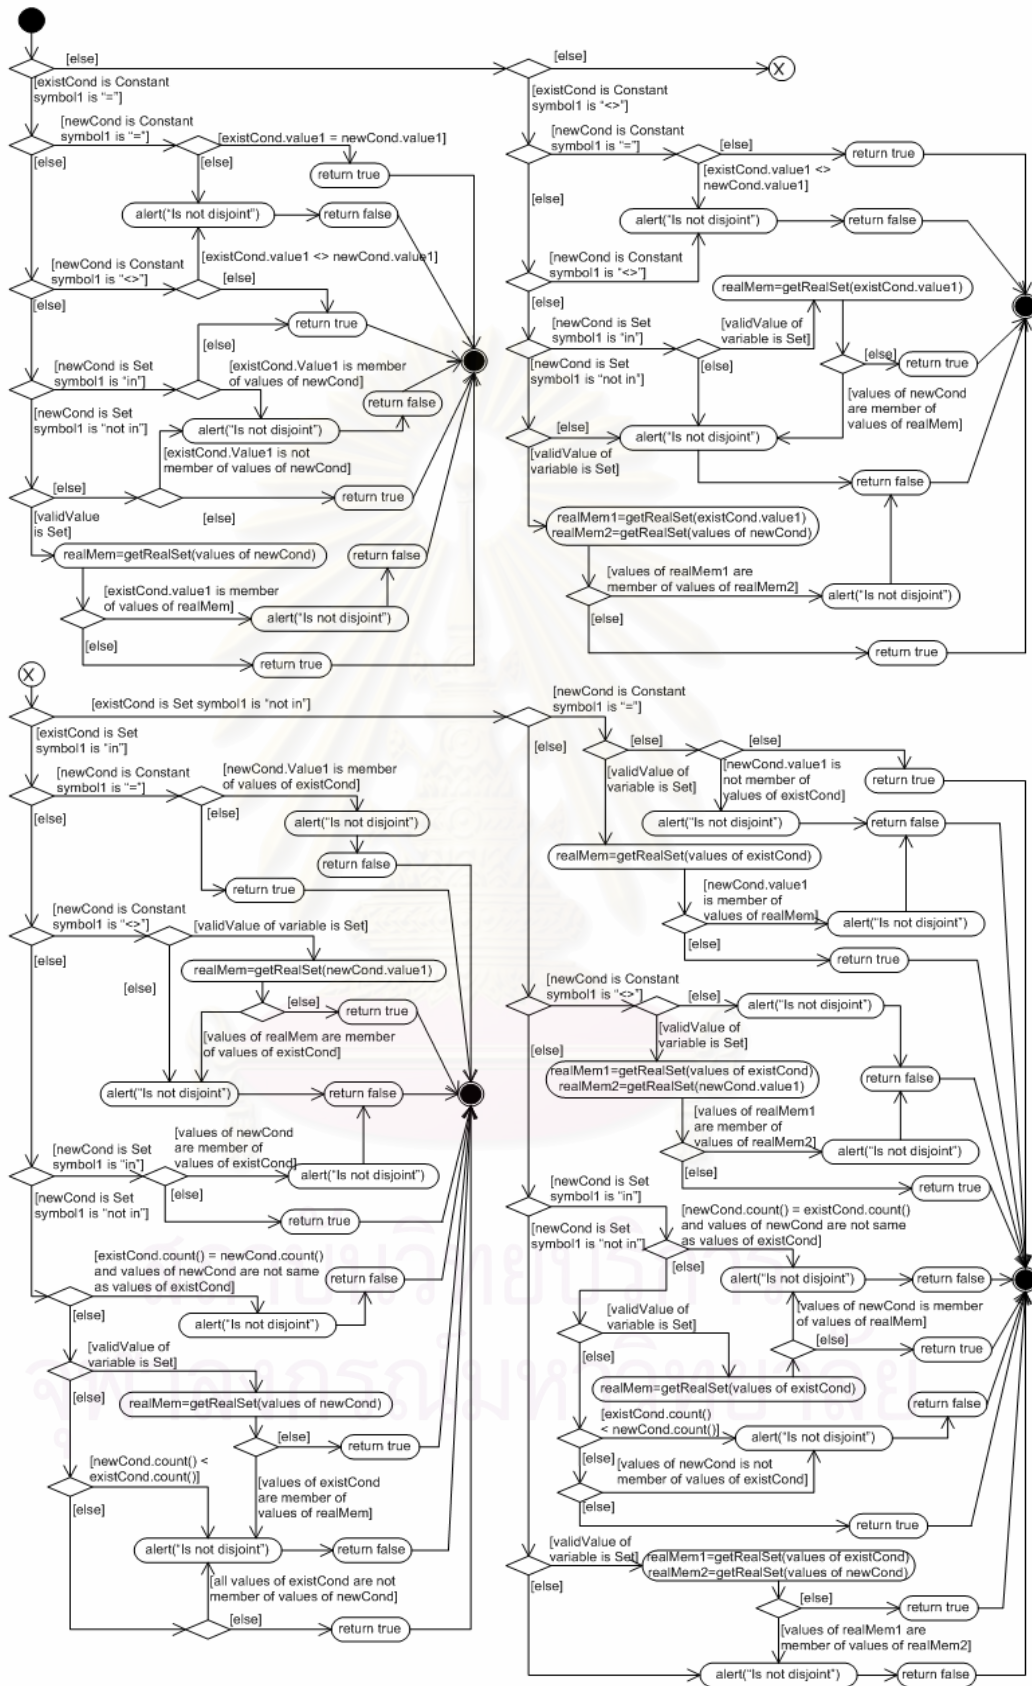 [else]
[existCond is Constant
symbol1 is “=”]
[newCond is Constant
symbol1 is “=”]
[existCond.value1 = newCond.value1]
[else]
[else]
return true
alert(“Is not disjoint”)
return false
[existCond.value1 <> newCond.value1]
[newCond is Constant
symbol1 is “<>”]
[else]
[else]
return true
[else]
[newCond is Set
symbol1 is “in”]
[existCond.Value1 is member
of values of newCond]
return false
[newCond is Set
symbol1 is “not in”]
alert(“Is not disjoint”)
[existCond.Value1 is not
member of values of newCond]
[else]
return true
[else]
[validValue
is Set]
realMem=getRealSet(values of newCond)
return false
[existCond.value1 is member
of values of realMem]
alert(“Is not disjoint”)
[else]
return true
[else]
X
[existCond is Constant
symbol1 is “<>”]
[newCond is Constant
symbol1 is “=”]
[else]
return true
[existCond.value1 <>
newCond.value1]
[else]
alert(“Is not disjoint”)
return false
[newCond is Constant
symbol1 is “<>”]
realMem=getRealSet(existCond.value1)
[else]
[newCond is Set
symbol1 is “in”]
[validValue of
variable is Set]
[else]
return true
[newCond is Set
symbol1 is “not in”]
[else]
[values of newCond
are member of
values of realMem]
[else]
alert(“Is not disjoint”)
[validValue of
variable is Set]
return false
realMem1=getRealSet(existCond.value1)
realMem2=getRealSet(values of newCond)
[values of realMem1 are
member of values of realMem2]
alert(“Is not disjoint”)
[else]
return true
X
[existCond is Set symbol1 is “not in”]
[existCond is Set
symbol1 is “in”]
[newCond is Constant
symbol1 is “=”]
[newCond.Value1 is member
of values of existCond]
[else]
[else]
alert(“Is not disjoint”)
return false
return true
[newCond is Constant
symbol1 is “<>”]
[validValue of variable is Set]
[else]
[else]
realMem=getRealSet(newCond.value1)
[else]
return true
[values of realMem are member
of values of existCond]
alert(“Is not disjoint”)
return false
[newCond is Set
symbol1 is “in”]
[values of newCond
are member of
values of existCond]
alert(“Is not disjoint”)
[newCond is Set
symbol1 is “not in”]
[else]
return true
[existCond.count() = newCond.count()
and values of newCond are not same
as values of existCond]
return false
[else]
alert(“Is not disjoint”)
[validValue of
variable is Set]
[else]
realMem=getRealSet(values of newCond)
[else]
return true
[newCond.count() <
existCond.count()]
[values of existCond
are member of
values of realMem]
[else]
alert(“Is not disjoint”)
return false
[all values of existCond are not
member of values of newCond]
[else]
return true
[newCond is Constant
symbol1 is “=”]
[else]
[else]
[else]
[validValue of
variable is Set]
[newCond.value1 is
not member of
values of existCond]
return true
alert(“Is not disjoint”)
return false
realMem=getRealSet(values of existCond)
[newCond.value1
is member of
values of realMem]
alert(“Is not disjoint”)
[else]
return true
[newCond is Constant
symbol1 is “<>”]
[else]
alert(“Is not disjoint”)
[validValue of
variable is Set]
[else]
realMem1=getRealSet(values of existCond)
realMem2=getRealSet(newCond.value1)
return false
[values of realMem1
are member of
values of realMem2]
alert(“Is not disjoint”)
[else]
return true
[newCond is Set
symbol1 is “in”]
[newCond is Set
symbol1 is “not in”]
[newCond.count() = existCond.count()
and values of newCond are not same
as values of existCond]
[else]
alert(“Is not disjoint”)
return false
[validValue of
variable is Set]
[values of newCond is member
of values of realMem]
[else]
[else]
return true
realMem=getRealSet(values of existCond)
return false
[existCond.count()
< newCond.count()]
alert(“Is not disjoint”)
[else]
[values of newCond is not
member of values of existCond]
[else]
return true
[validValue of
variable is Set]
realMem1=getRealSet(values of existCond)
realMem2=getRealSet(values of newCond)
[else]
[else]
return true
[values of realMem1 are
member of values of realMem2]
alert(“Is not disjoint”)
return false
สถาบันวิทยบริการ
จุฬาลงกรณ์มหาวิทยาลัย